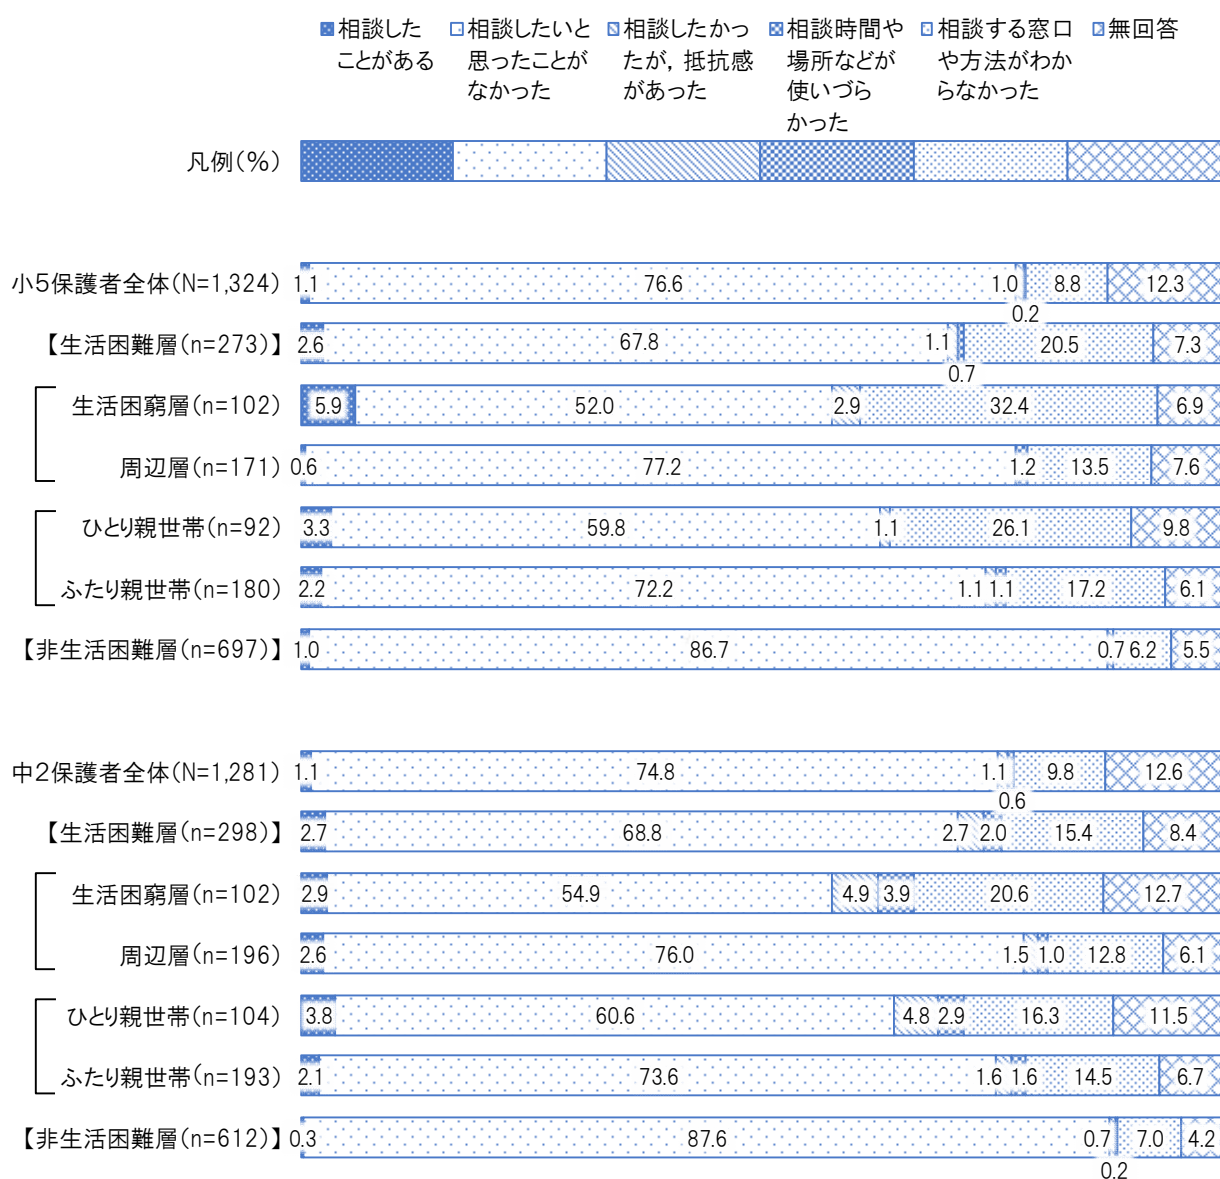 相談した
ことがある
相談したいと
思ったことが
なかった
相談したかっ
たが, 抵抗感
があった
相談時間や
場所などが
使いづら
かった
相談する窓口
や方法がわか
らなかった
無回答
凡例(%)
小5保護者全体(N=1,324) 1.1 76.6 1.0 0.2 8.8 12.3
【生活困難層(n=273)】 2.6 67.8 1.1 0.7 20.5 7.3
生活困窮層(n=102) 5.9 52.0 2.9 32.4 6.9
周辺層(n=171) 0.6 77.2 1.2 13.5 7.6
ひとり親世帯(n=92) 3.3 59.8 1.1 26.1 9.8
ふたり親世帯(n=180) 2.2 72.2 1.1 1.1 17.2 6.1
【非生活困難層(n=697)】 1.0 86.7 0.7 6.2 5.5
中2保護者全体(N=1,281) 1.1 74.8 1.1 0.6 9.8 12.6
【生活困難層(n=298)】 2.7 68.8 2.7 2.0 15.4 8.4
生活困窮層(n=102) 2.9 54.9 4.9 3.9 20.6 12.7
周辺層(n=196) 2.6 76.0 1.5 1.0 12.8 6.1
ひとり親世帯(n=104) 3.8 60.6 4.8 2.9 16.3 11.5
ふたり親世帯(n=193) 2.1 73.6 1.6 1.6 14.5 6.7
【非生活困難層(n=612)】 0.3 87.6 0.7 0.2 7.0 4.2